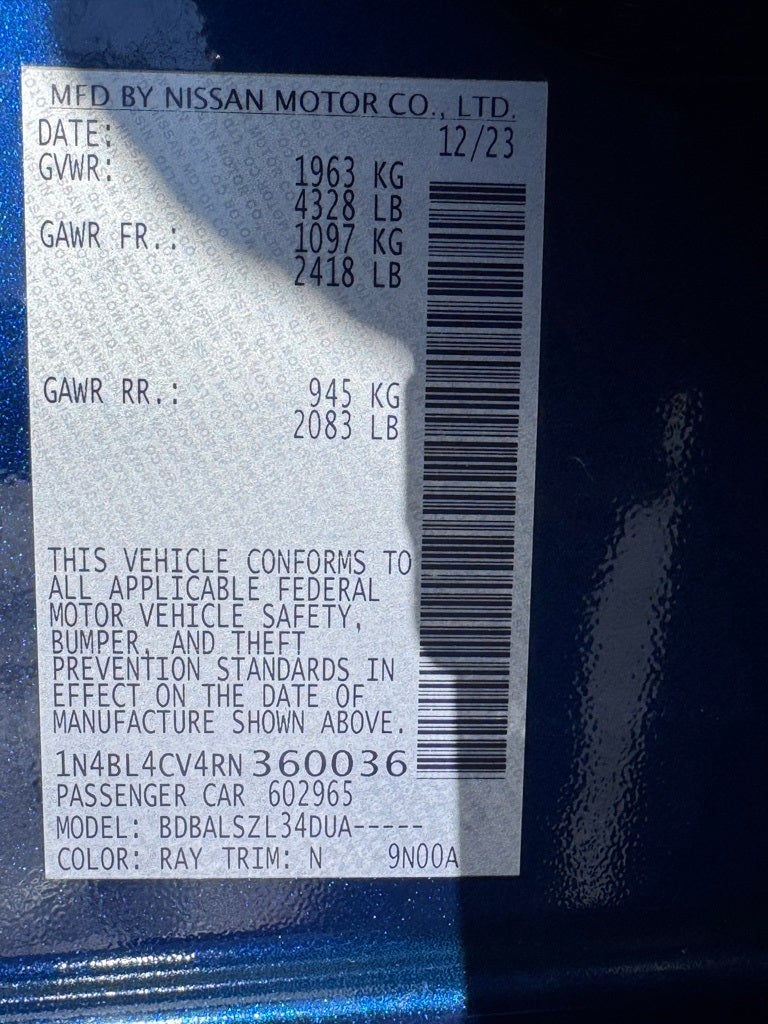 MFD BY NISSAN MOTOR CO., LTD.
DATE: 12/23
GVWR: 1963 KG
4328 LB
GAWR FR.: 1097 KG
2418 LB
GAWR RR.: 945 KG
2083 LB
THIS VEHICLE CONFORMS TO
ALL APPLICABLE FEDERAL
MOTOR VEHICLE SAFETY,
BUMPER, AND THEFT
PREVENTION STANDARDS IN
EFFECT ON THE DATE OF
MANUFACTURE SHOWN ABOVE.
1N4BL4CV4RN360036
PASSENGER CAR 602965
MODEL: BDBALSZL34DUA-----
COLOR: RAY TRIM: N 9N00A